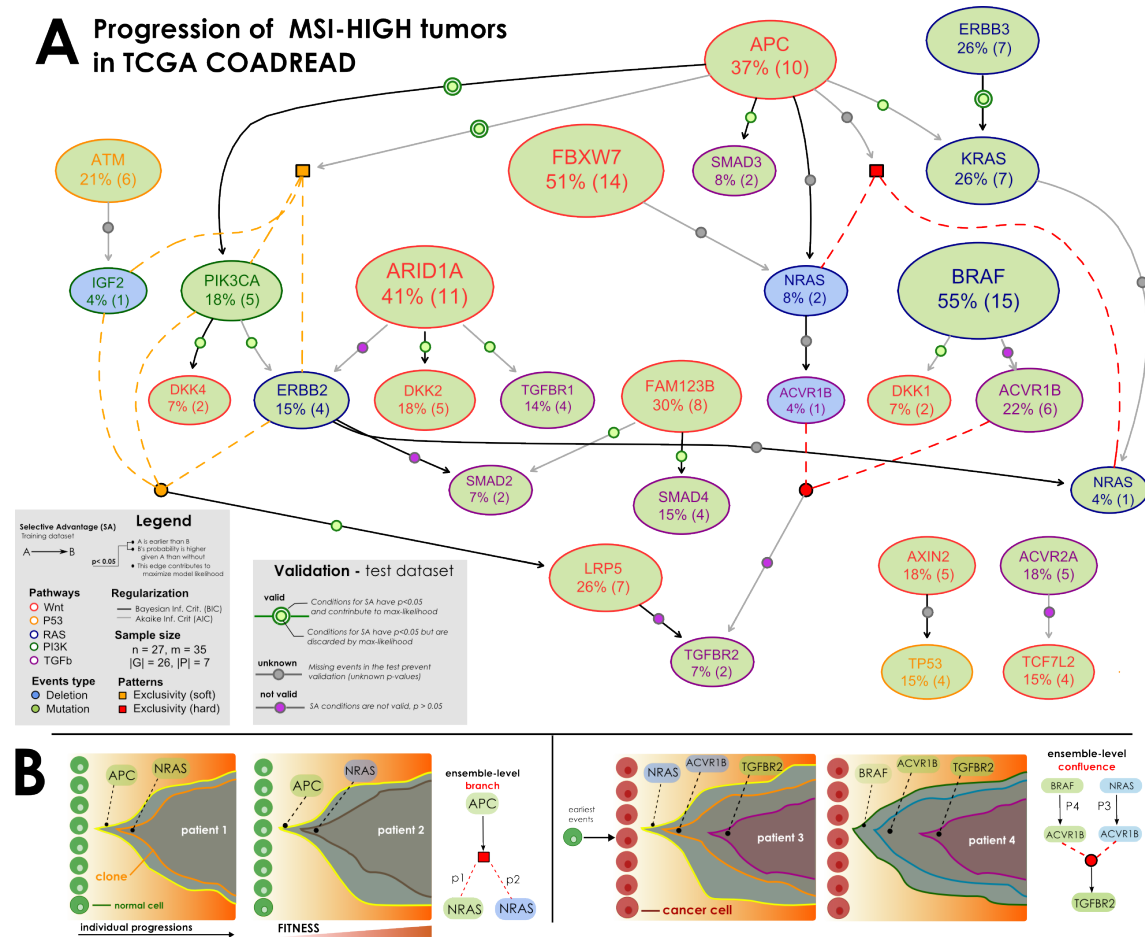 A
Progression of MSI-HIGH tumors
in TCGA COADREAD
APC
37% (10)
ERBB3
26% (7)
ATM
21% (6)
FBXW7
51% (14)
SMAD3
8% (2)
KRAS
26% (7)
IGF2
4% (1)
PIK3CA
18% (5)
ARID1A
41% (11)
NRAS
8% (2)
BRAF
55% (15)
DKK4
7% (2)
ERBB2
15% (4)
DKK2
18% (5)
TGFBR1
14% (4)
FAM123B
30% (8)
ACVR1B
4% (1)
DKK1
7% (2)
ACVR1B
22% (6)
SMAD2
7% (2)
SMAD4
15% (4)
NRAS
4% (1)
LRP5
26% (7)
AXIN2
18% (5)
ACVR2A
18% (5)
TGFBR2
7% (2)
TP53
15% (4)
TCF7L2
15% (4)
Legend
Selective Advantage (SA)
Training dataset
A
B
p< 0.05
A is earlier than B
B's probability is higher
given A than without
This edge contributes to
maximize model likelihood
Pathways
Wnt
P53
RAS
PI3K
TGFb
Regularization
Bayesian Inf. Crit. (BIC)
Akaike Inf. Crit (AIC)
Sample size
n = 27, m = 35
|G| = 26, |P| = 7
Events type
Deletion
Mutation
Patterns
Exclusivity (soft)
Exclusivity (hard)
Validation - test dataset
valid
Conditions for SA have p<0.05
and contribute to max-likelihood
Conditions for SA have p<0.05 but are
discarded by max-likelihood
unknown
Missing events in the test prevent
validation (unknown p-values)
not valid
SA conditions are not valid, p > 0.05
B
APC
NRAS
patient 1
clone
normal cell
individual progressions
APC
NRAS
patient 2
FITNESS
ensemble-level
branch
APC
p1
p2
NRAS
NRAS
earliest
events
NRAS
ACVR1B
TGFBR2
patient 3
cancer cell
BRAF
ACVR1B
TGFBR2
patient 4
ensemble-level
confluence
BRAF
NRAS
P4
P3
ACVR1B
ACVR1B
TGFBR2